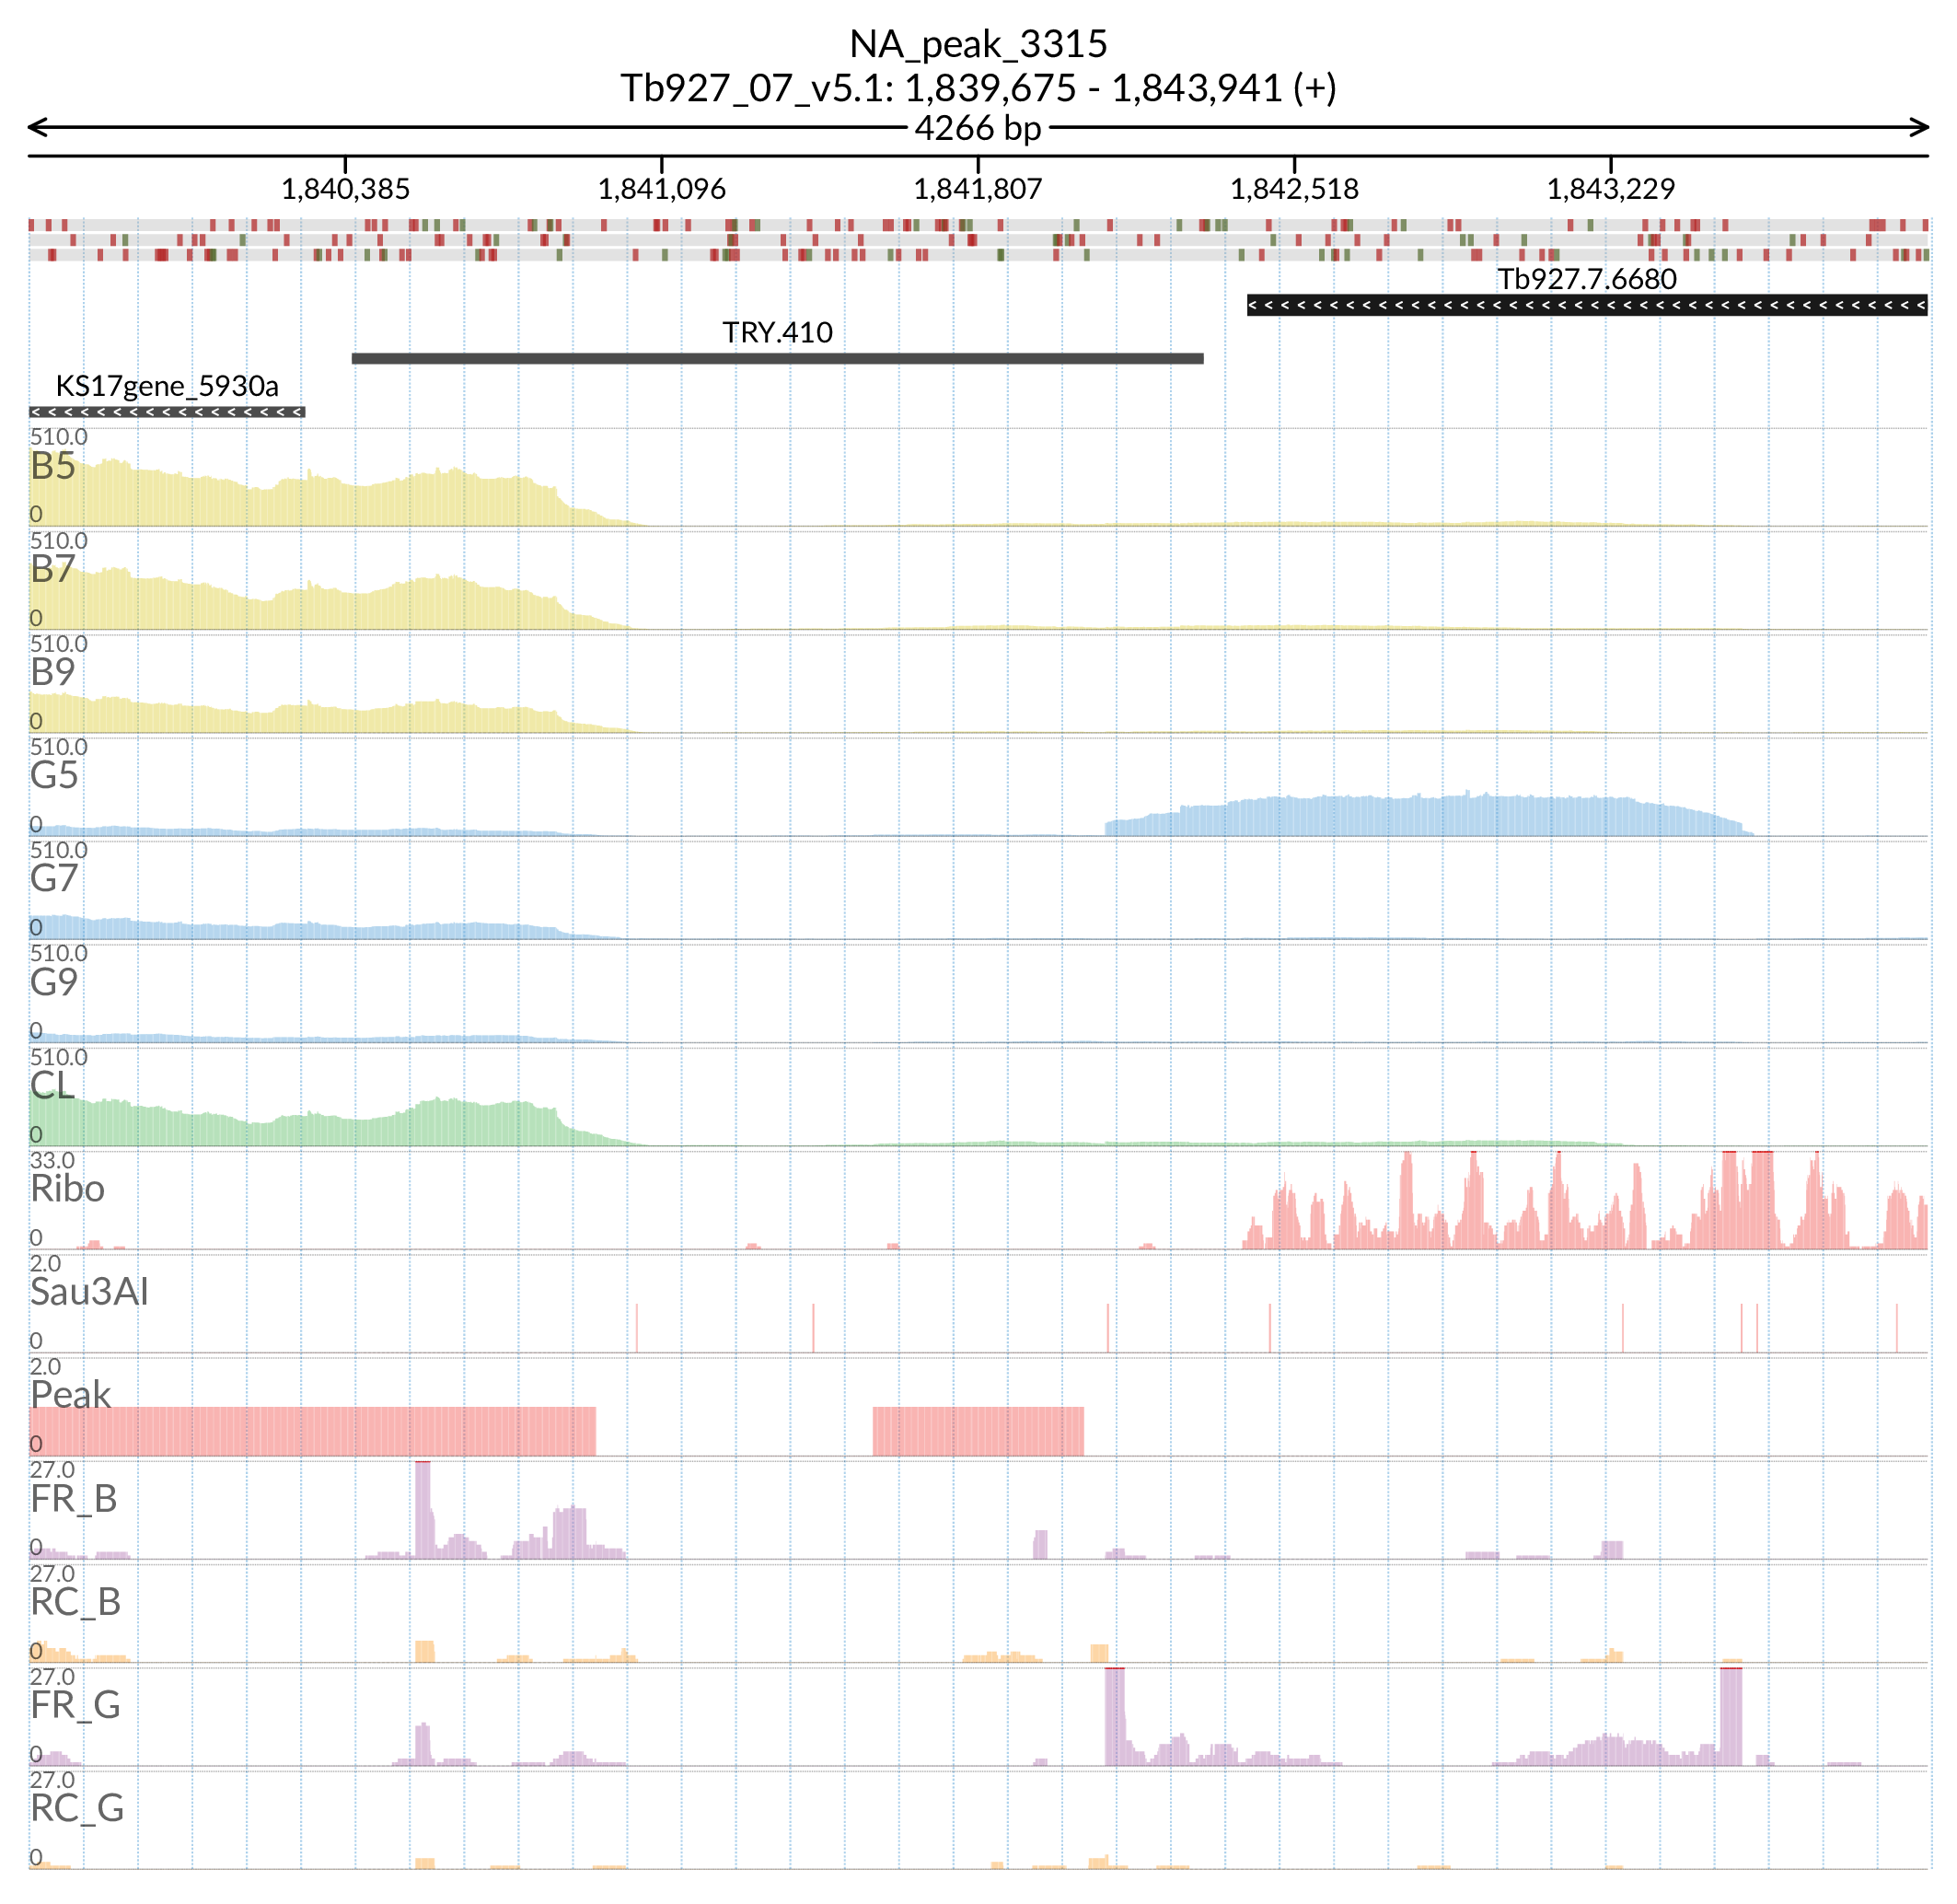 NA_peak_3315
Tb927_07_v5.1: 1,839,675 - 1,843,941 (+)
4266 bp
1,840,385 1,841,096 1,841,807 1,842,518 1,843,229
Tb927.7.6680
TRY.410
KS17gene_5930a
510.0
B5
0
510.0
B7
0
510.0
B9
0
510.0
G5
0
510.0
G7
0
510.0
G9
0
510.0
CL
0
33.0
Ribo
0
2.0
Sau3AI
0
2.0
Peak
0
27.0
FR_B
0
27.0
RC_B
0
27.0
FR_G
0
27.0
RC_G
0